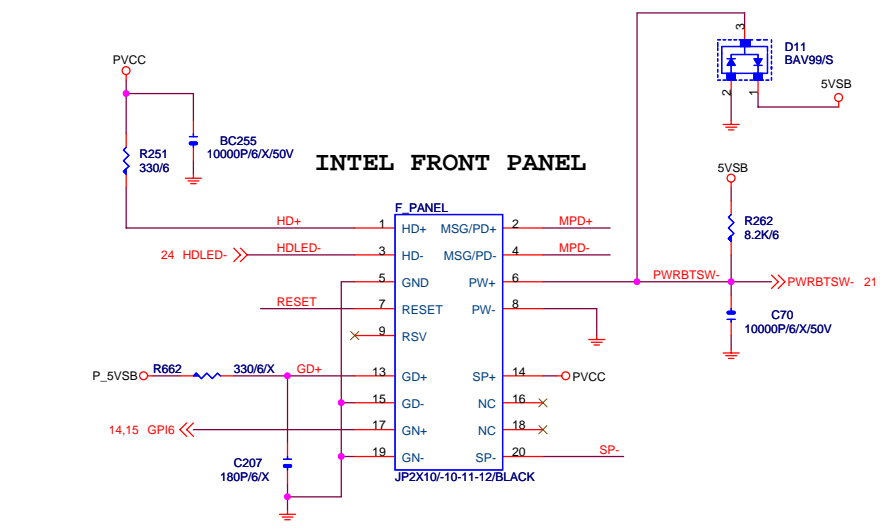 3
D11
BAV99/S
2
1
5VSB
PVCC
BC255
10000P/6/X/50V
R251
330/6
INTEL FRONT PANEL
5VSB
R262
8.2K/6
F_PANEL
HD+ 1 HD+ MSG/PD+ 2 MPD+
24 HDLED- HDLED- 3 HD- MSG/PD- 4 MPD-
5 GND PW+ 6 PWRBTSW- PWRBTSW- 21
RESET 7 RESET PW- 8
C70
10000P/6/X/50V
9 RSV
P_5VSB R662 330/6/X GD+ 13 GD+ SP+ 14 PVCC
15 GD- NC 16
14,15 GPI6 17 GN+ NC 18
19 GN- SP- 20 SP-
C207
180P/6/X
JP2X10/-10-11-12/BLACK